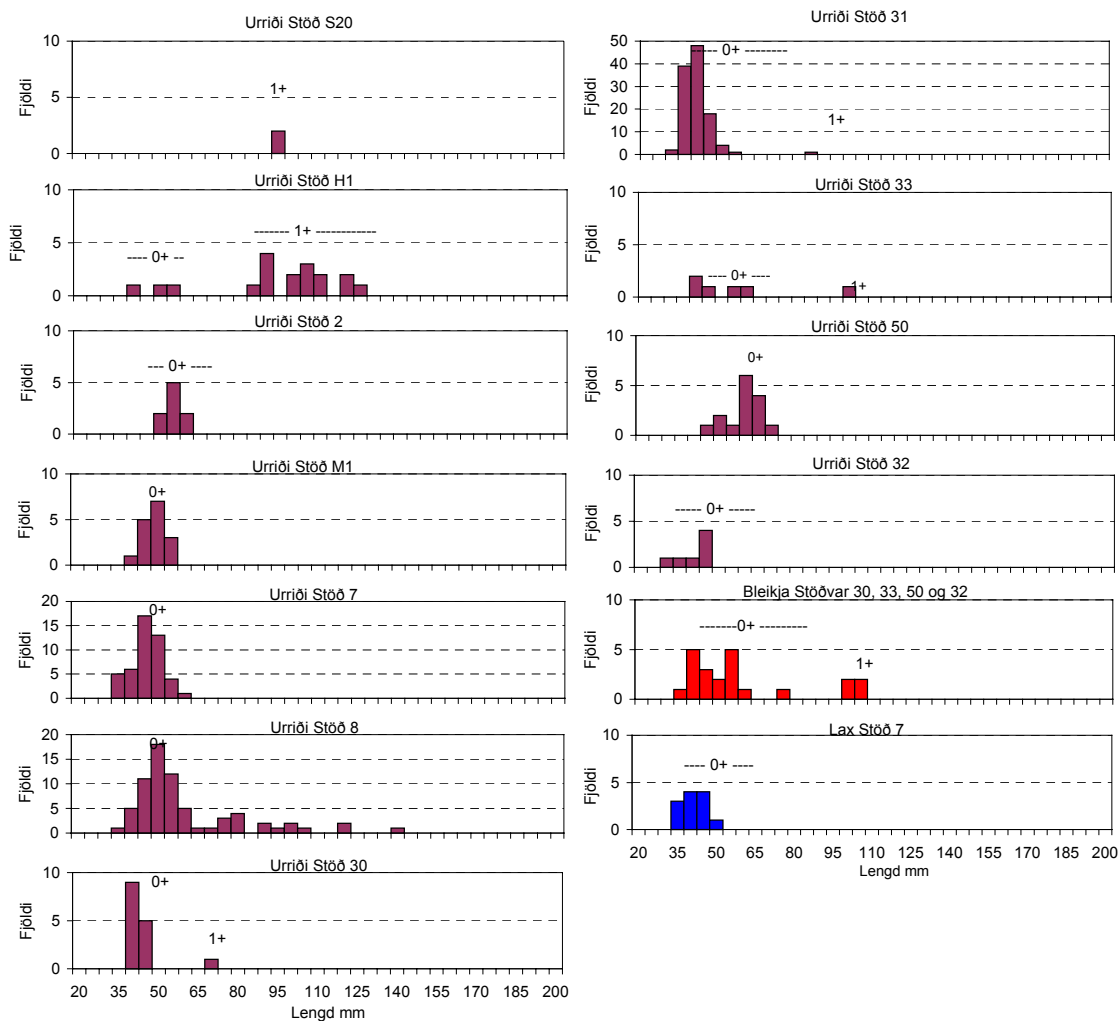 Urriði Stöð S20
10
5
0
Fjöldi
1+
Urriði Stöð H1
10
5
0
Fjöldi
---- 0+ --
------- 1+ ------------
Urriði Stöð 2
10
5
0
Fjöldi
--- 0+ ----
Urriði Stöð M1
10
5
0
Fjöldi
0+
Urriði Stöð 7
20
15
10
5
0
Fjöldi
0+
Urriði Stöð 8
20
15
10
5
0
Fjöldi
0+
Urriði Stöð 30
10
5
0
Fjöldi
0+
1+
20 35 50 65 80 95 110 125 140 155 170 185 200
Lengd mm
Urriði Stöð 31
50
40
30
20
10
0
Fjöldi
----- 0+ --------
1+
Urriði Stöð 33
10
5
0
Fjöldi
---- 0+ ----
1+
Urriði Stöð 50
10
5
0
Fjöldi
0+
Urriði Stöð 32
10
5
0
Fjöldi
----- 0+ -----
Bleikja Stöðvar 30, 33, 50 og 32
10
5
0
Fjöldi
-------0+ ---------
1+
Lax Stöð 7
10
5
0
Fjöldi
---- 0+ ----
20 35 50 65 80 95 110 125 140 155 170 185 200
Lengd mm